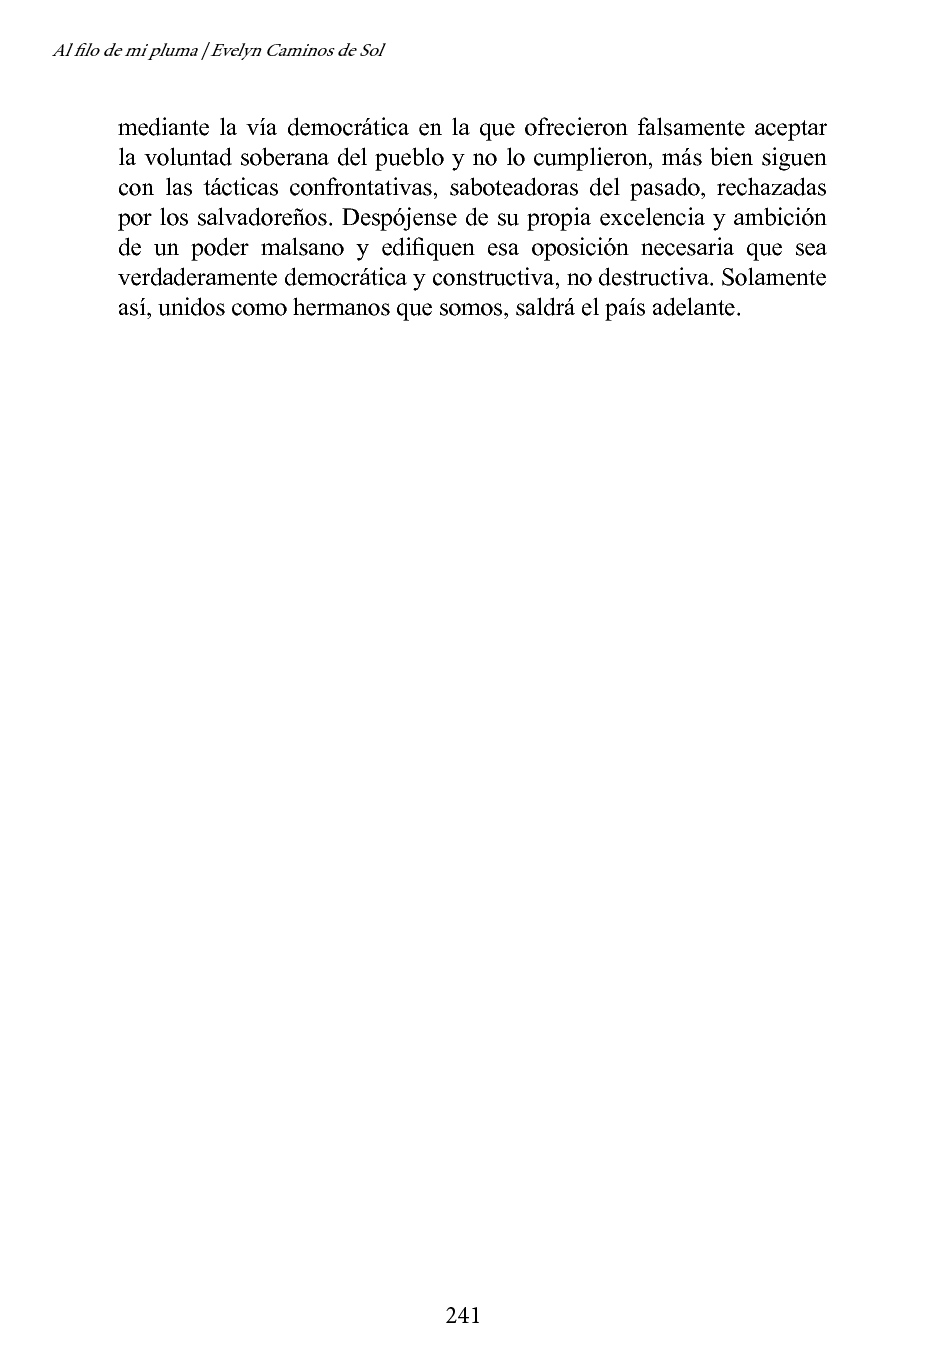 Al filo de mi pluma / Evelyn Caminos de Sol
mediante la vía democrática en la que ofrecieron falsamente aceptar
la voluntad soberana del pueblo y no lo cumplieron, más bien siguen
con las tácticas confrontativas, saboteadoras del pasado, rechazadas
por los salvadoreños. Despójense de su propia excelencia y ambición
de un poder malsano y edifiquen esa oposición necesaria que sea
verdaderamente democrática y constructiva, no destructiva. Solamente
así, unidos como hermanos que somos, saldrá el país adelante.
241